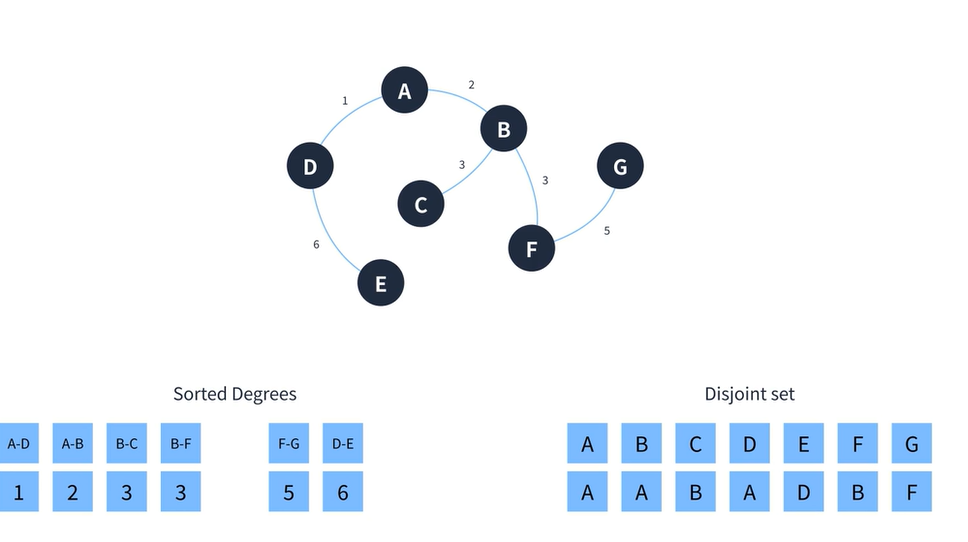 A
2
1
B
D
3
G
3
C
5
6
F
E
Sorted Degrees
Disjoint set
A-D A-B B-C B-F F-G D-E
A B C D E F G
1 2 3 3 5 6
A A B A D B F